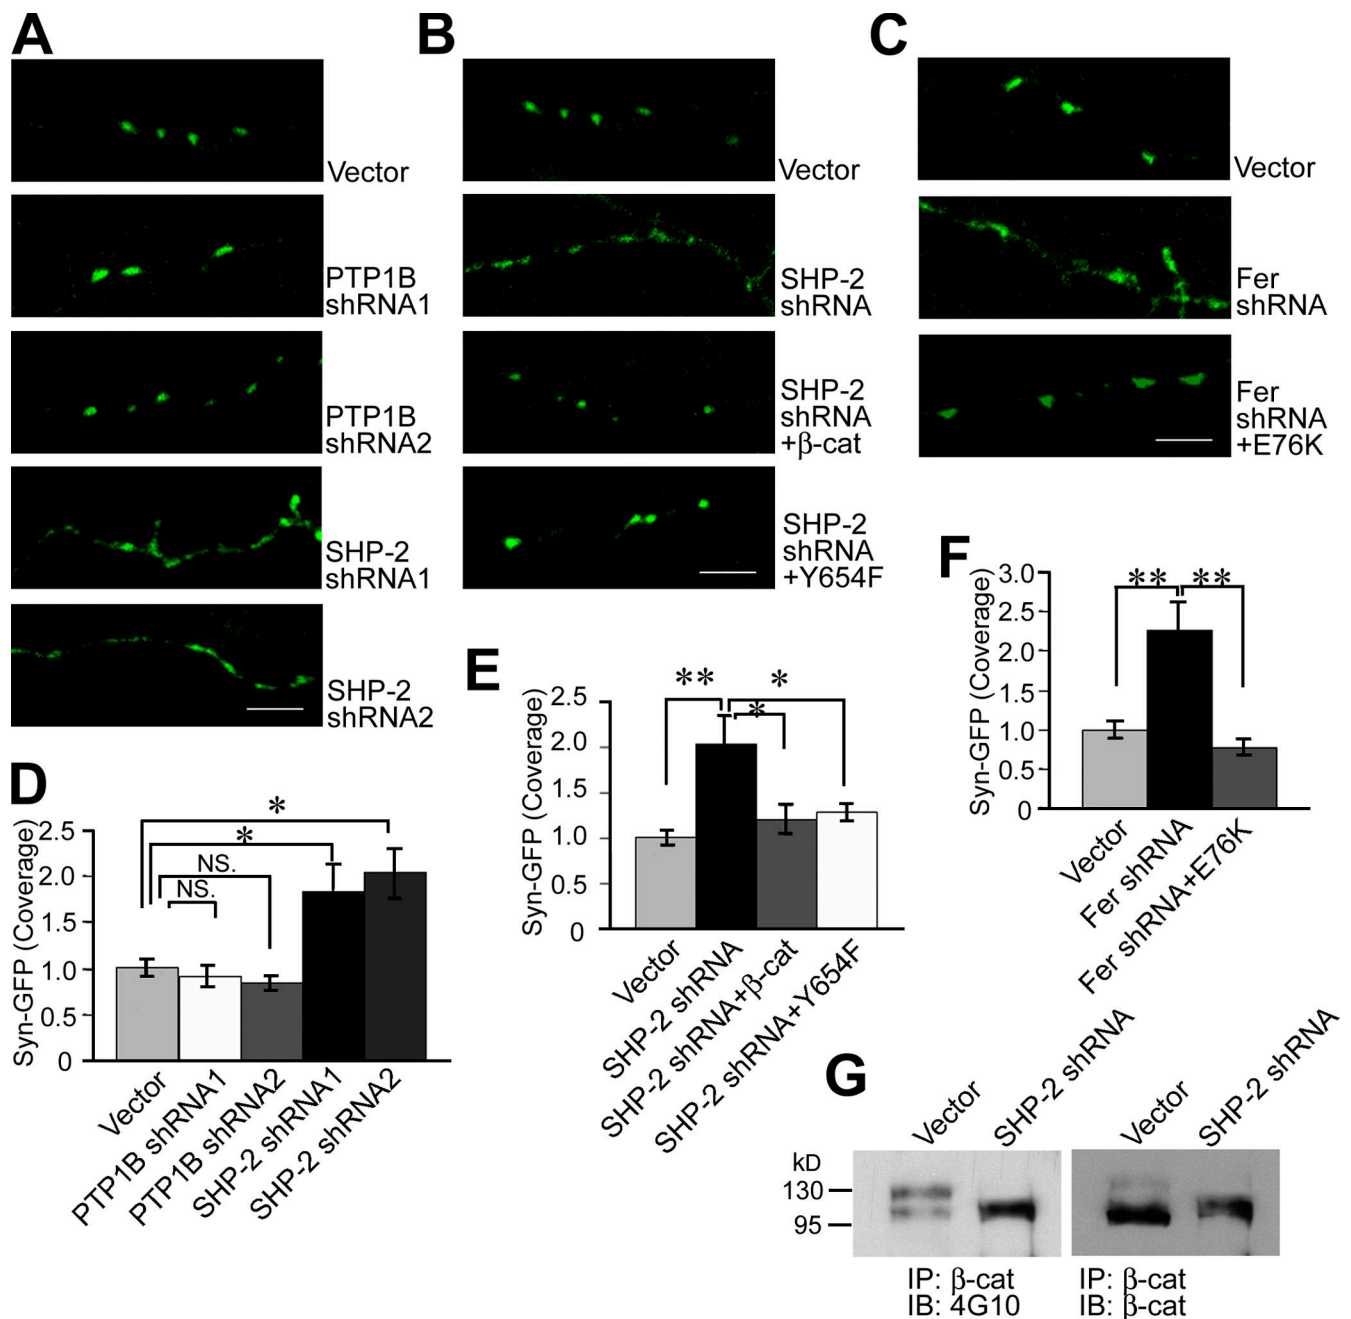 A
B
C
Vector
PTP1B
shRNA1
PTP1B
shRNA2
SHP-2
shRNA1
SHP-2
shRNA2
Vector
SHP-2
shRNA
SHP-2
shRNA
+β-cat
SHP-2
shRNA
+Y654F
Vector
Fer
shRNA
Fer
shRNA
+E76K
D
Syn-GFP (Coverage)
2.5
2.0
1.5
1.0
0.5
0
*
*
NS.
NS.
Vector
PTP1B shRNA1
PTP1B shRNA2
SHP-2 shRNA1
SHP-2 shRNA2
E
Syn-GFP (Coverage)
2.5
2.0
1.5
1.0
0.5
0
**
*
*
Vector
SHP-2 shRNA
SHP-2 shRNA+β-cat
SHP-2 shRNA+Y654F
F
Syn-GFP (Coverage)
3.0
2.5
2.0
1.5
1.0
0.5
0
** **
Vector
Fer shRNA
Fer shRNA+E76K
G
Vector
SHP-2 shRNA
Vector
SHP-2 shRNA
kD
130
95
IP: β-cat
IB: 4G10
IP: β-cat
IB: β-cat